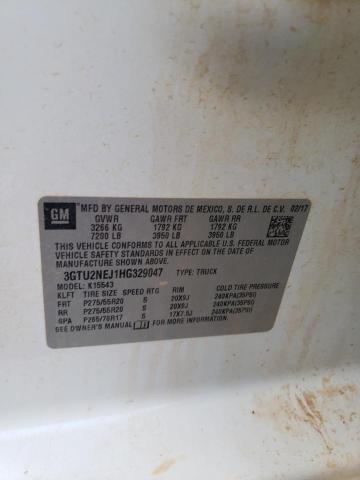 GM
MFD BY GENERAL MOTORS DE MEXICO, S. DE R.L. DE C.V. 02/17
GVWR GAWR FRT GAWR RR
3266 KG 1792 KG 1792 KG
7200 LB 3950 LB 3950 LB
THIS VEHICLE CONFORMS TO ALL APPLICABLE U.S. FEDERAL MOTOR
VEHICLE SAFETY STANDARDS IN EFFECT ON THE DATE OF
MANUFACTURE SHOWN ABOVE.
3GTU2NEJ1HG329047 TYPE: TRUCK
MODEL: K15543
KLFT TIRE SIZE SPEED RTG RIM COLD TIRE PRESSURE
FRT P275/55R20 S 20X9J 240KPA(35PSI)
RR P275/55R20 S 20X9J 240KPA(35PSI)
GPA P265/70R17 S 17X7.5J 240KPA(35PSI)
SEE OWNER'S MANUAL FOR MORE INFORMATION.